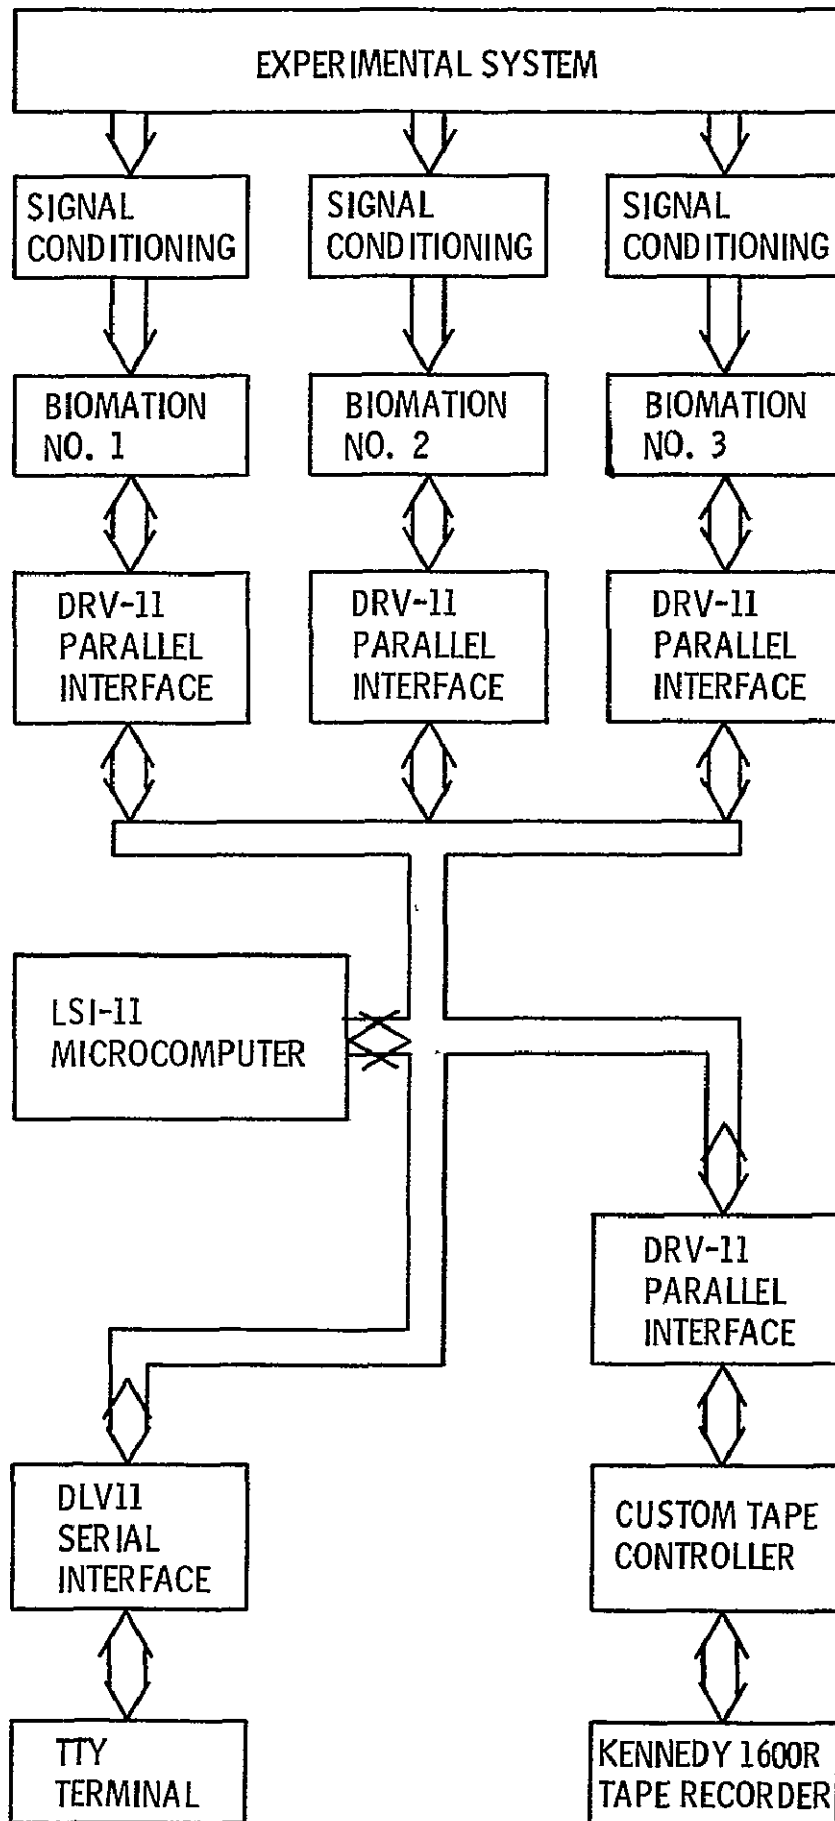 EXPERIMENTAL SYSTEM
SIGNAL
CONDITIONING
SIGNAL
CONDITIONING
SIGNAL
CONDITIONING
BIOMATION
NO. 1
BIOMATION
NO. 2
BIOMATION
NO. 3
DRV-11
PARALLEL
INTERFACE
DRV-11
PARALLEL
INTERFACE
DRV-11
PARALLEL
INTERFACE
LSI-11
MICROCOMPUTER
DRV-11
PARALLEL
INTERFACE
DLV11
SERIAL
INTERFACE
CUSTOM TAPE
CONTROLLER
TTY
TERMINAL
KENNEDY 1600R
TAPE RECORDER